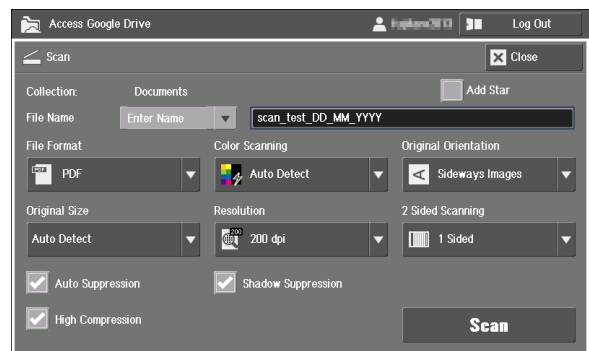 Access Google Drive
Log Out
Scan
Close
Collection: Documents
Add Star
File Name Enter Name scan_test_DD_MM_YYYY
File Format Color Scanning Original Orientation
PDF PDF Auto Detect A Sideways Images
Original Size Resolution 2 Sided Scanning
Auto Detect 200 200 dpi 1 Sided
Auto Suppression Shadow Suppression
High Compression
Scan